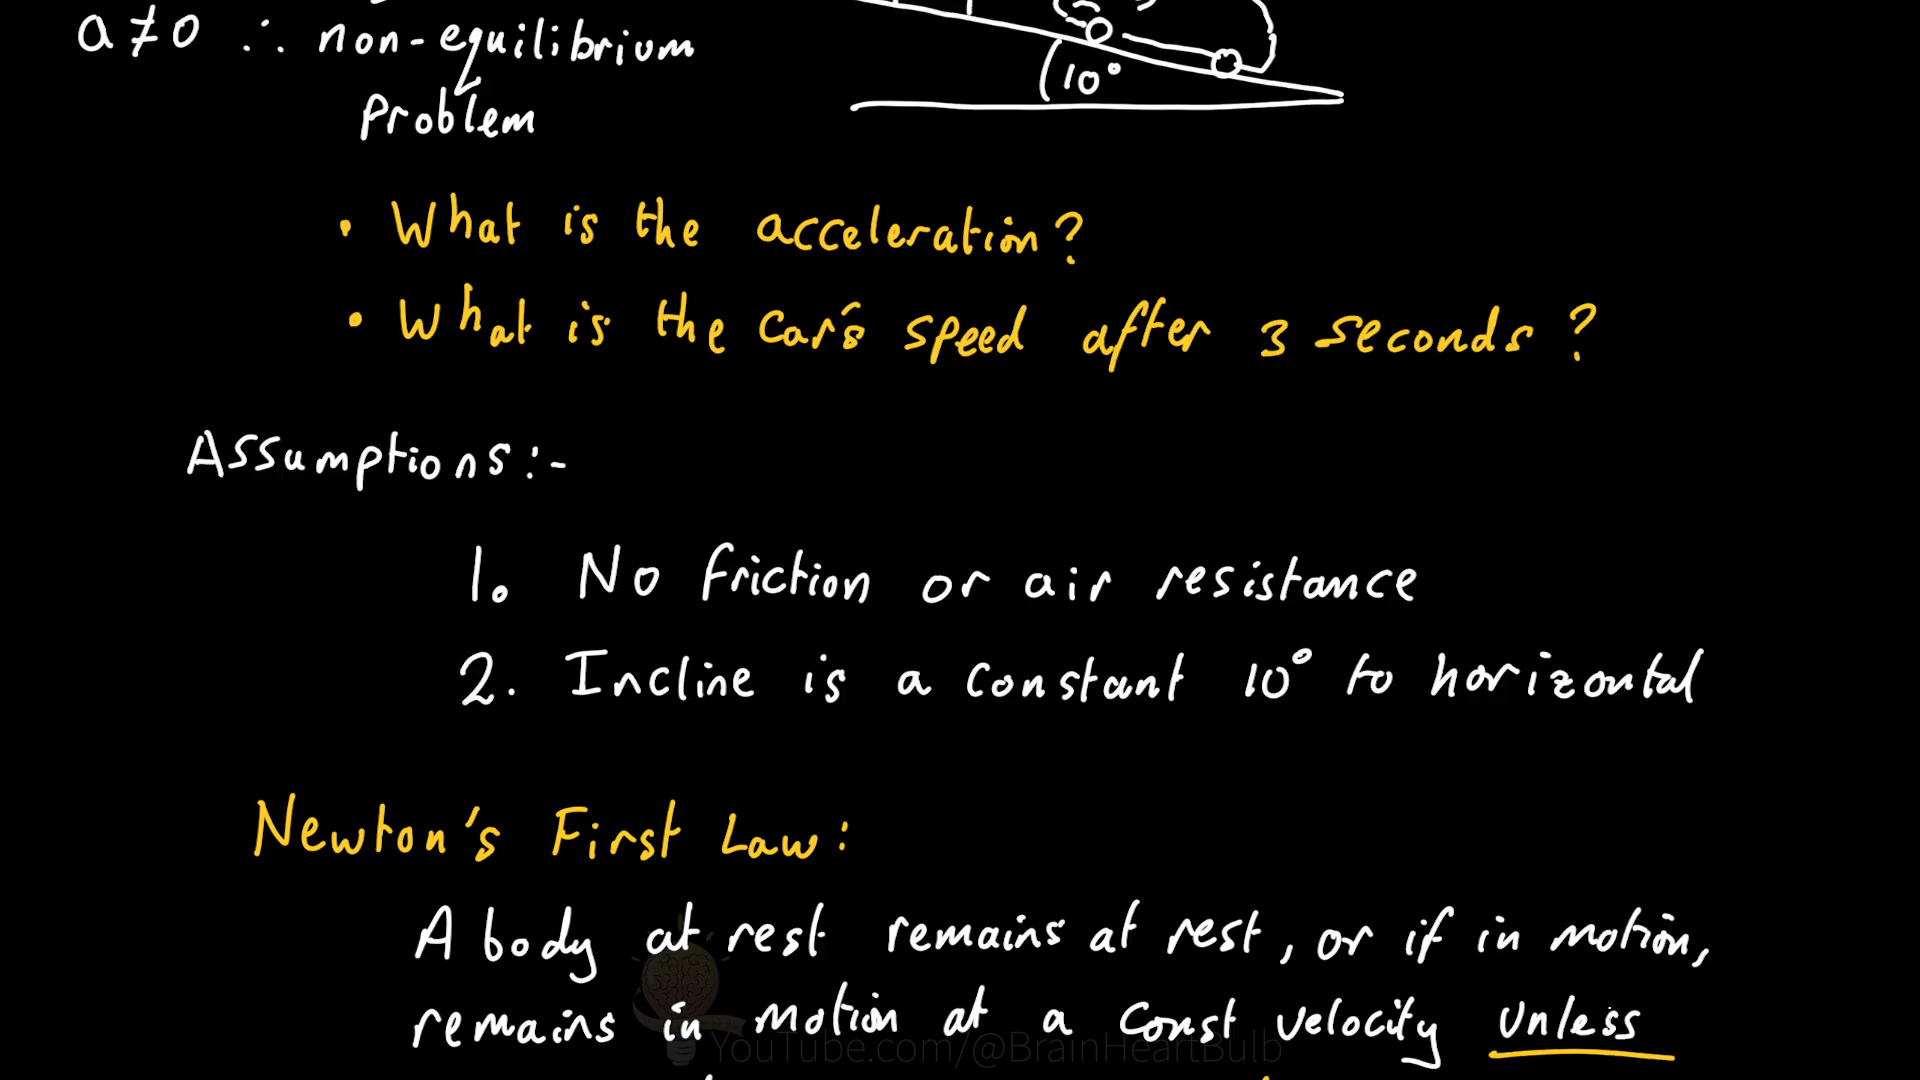 a ≠ 0 ∴ non-equilibrium
problem
10°
• What is the acceleration?
• What is the car's speed after 3 seconds?
Assumptions:-
1. No friction or air resistance
2. Incline is a constant 10° to horizontal
Newton's First Law:
A body at rest remains at rest, or if in motion,
remains in motion at a const velocity unless
YouTube.com/@BrainHeartBulb